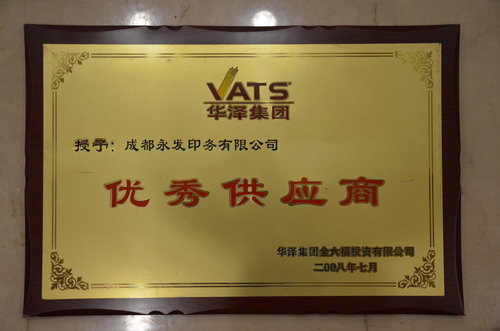 VATS
华泽集团
授予：成都永发印务有限公司
优秀供应商
华泽集团金六福投资有限公司
二00八年七月